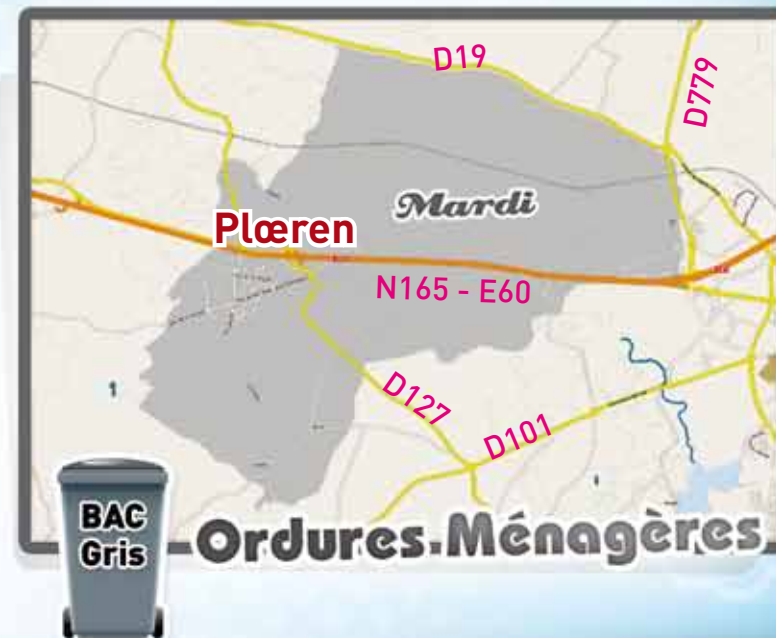 D19
D779
Mardi
Plœren
N165 - E60
D127
D101
BAC
Gris
Ordures Ménagères